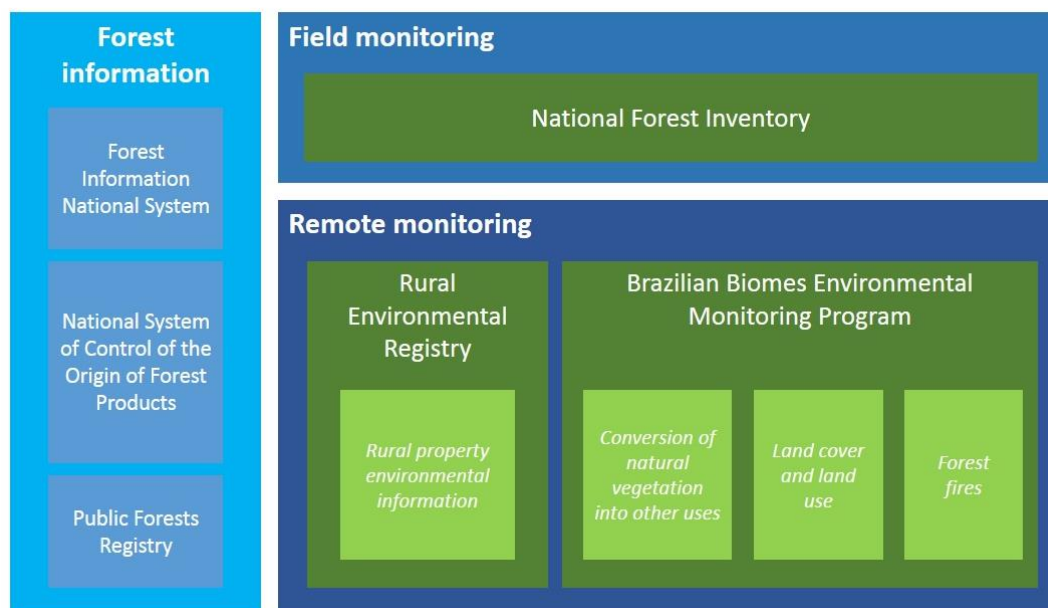 Forest
information
Forest
Information
National System
National System
of Control of the
Origin of Forest
Products
Public Forests
Registry
Field monitoring
National Forest Inventory
Remote monitoring
Rural
Environmental
Registry
Rural property
environmental
information
Brazilian Biomes Environmental
Monitoring Program
Conversion of
natural
vegetation
into other uses
Land cover
and land
use
Forest
fires